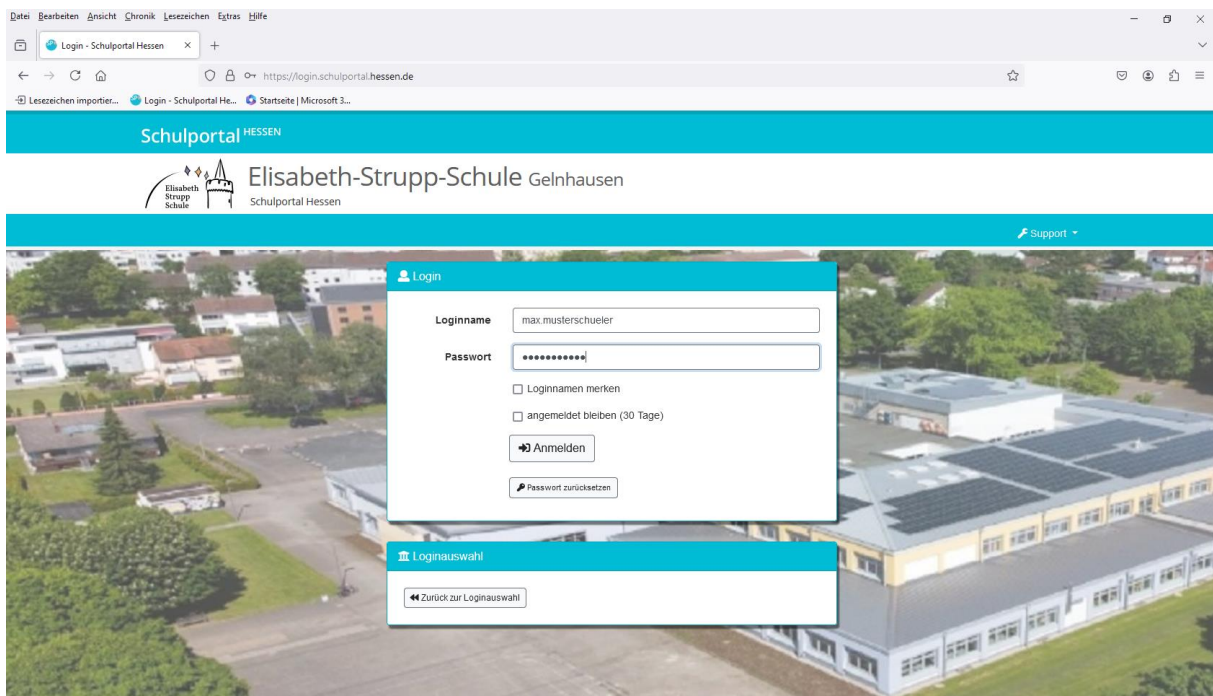 Datei Bearbeiten Ansicht Chronik Lesezeichen Extras Hilfe
Login - Schulportal Hessen
https://login.schulportal.hessen.de
Lesezeichen importier... Login - Schulportal He... Startseite | Microsoft 3...
Schulportal HESSEN
Elisabeth
Strupp
Schule
Elisabeth-Strupp-Schule Gelnhausen
Schulportal Hessen
Support
Login
Loginname max.musterschueler
Passwort •••••••••••
Loginnamen merken
angemeldet bleiben (30 Tage)
Anmelden
Passwort zurücksetzen
Loginauswahl
Zurück zur Loginauswahl